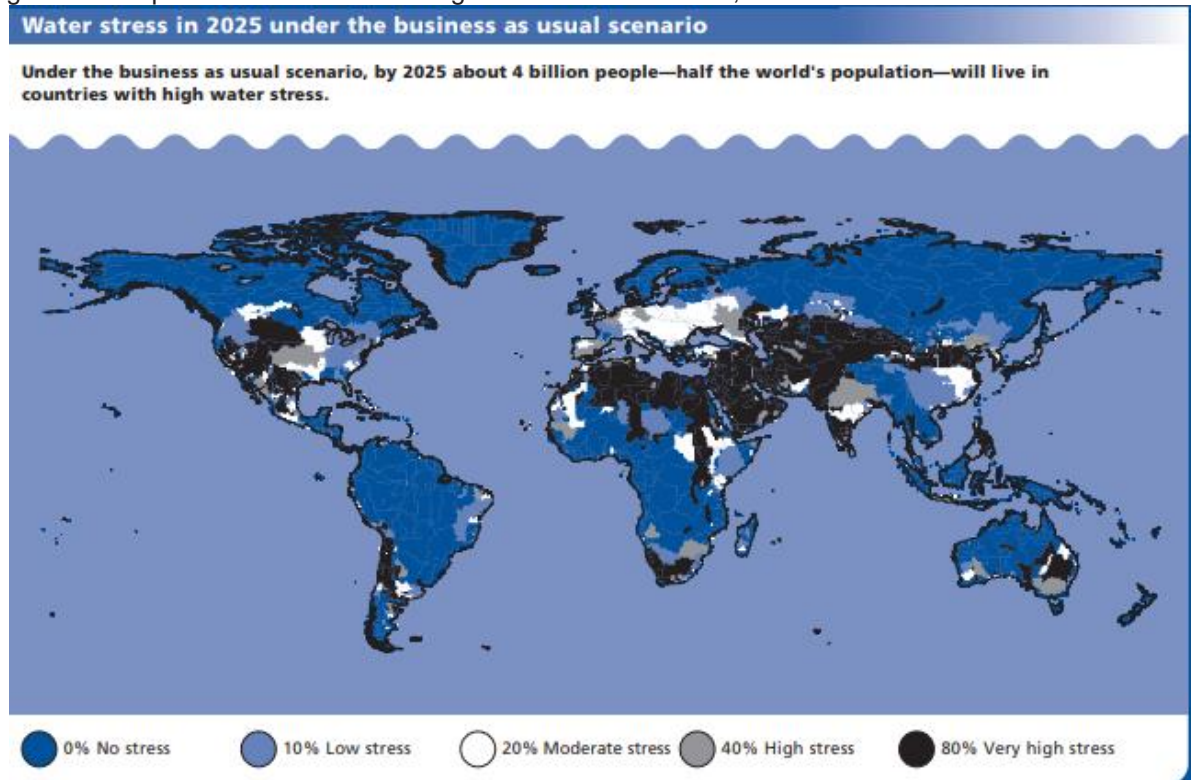 Water stress in 2025 under the business as usual scenario
Under the business as usual scenario, by 2025 about 4 billion people—half the world's population—will live in
countries with high water stress.
0% No stress
10% Low stress
20% Moderate stress
40% High stress
80% Very high stress